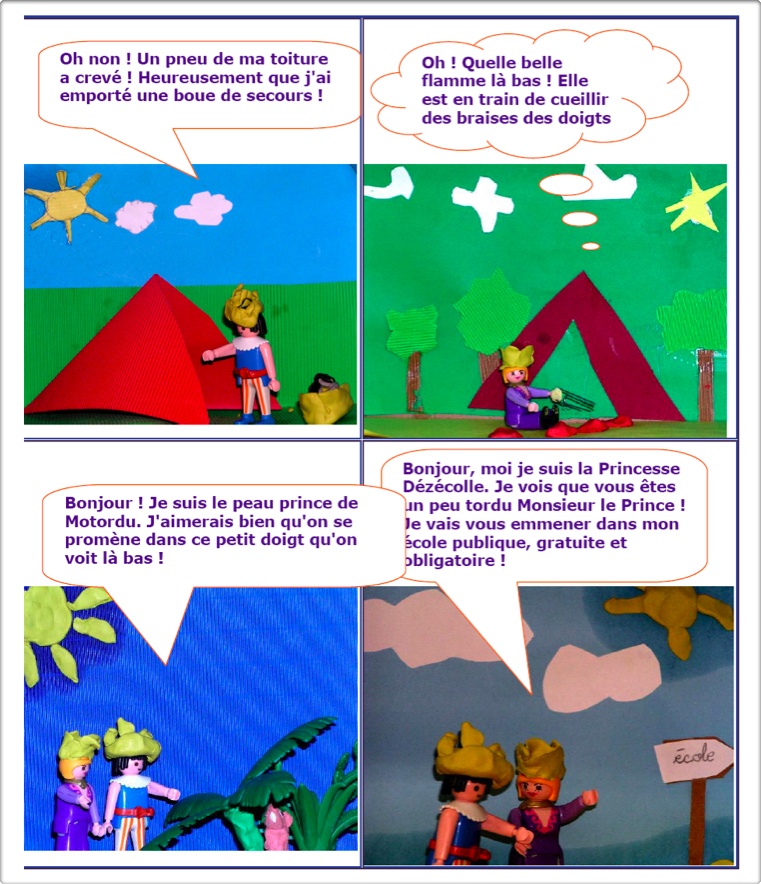 Oh non ! Un pneu de ma toiture
a crevé ! Heureusement que j'ai
emporté une boue de secours !
Oh ! Quelle belle
flamme là bas ! Elle
est en train de cueillir
des braises des doigts
Bonjour ! Je suis le peau prince de
Motordu. J'aimerais bien qu'on se
promène dans ce petit doigt qu'on
voit là bas !
Bonjour, moi je suis la Princesse
Dézécolle. Je vois que vous êtes
un peu tordu Monsieur le Prince !
Je vais vous emmener dans mon
école publique, gratuite et
obligatoire !
école